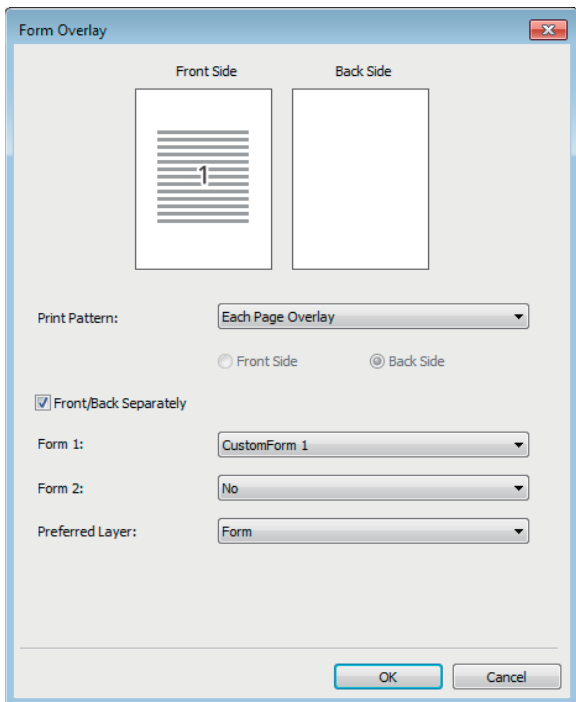 Form Overlay
Front Side Back Side
1
Print Pattern: Each Page Overlay
Front Side Back Side
Front/Back Separately
Form 1: CustomForm 1
Form 2: No
Preferred Layer: Form
OK Cancel